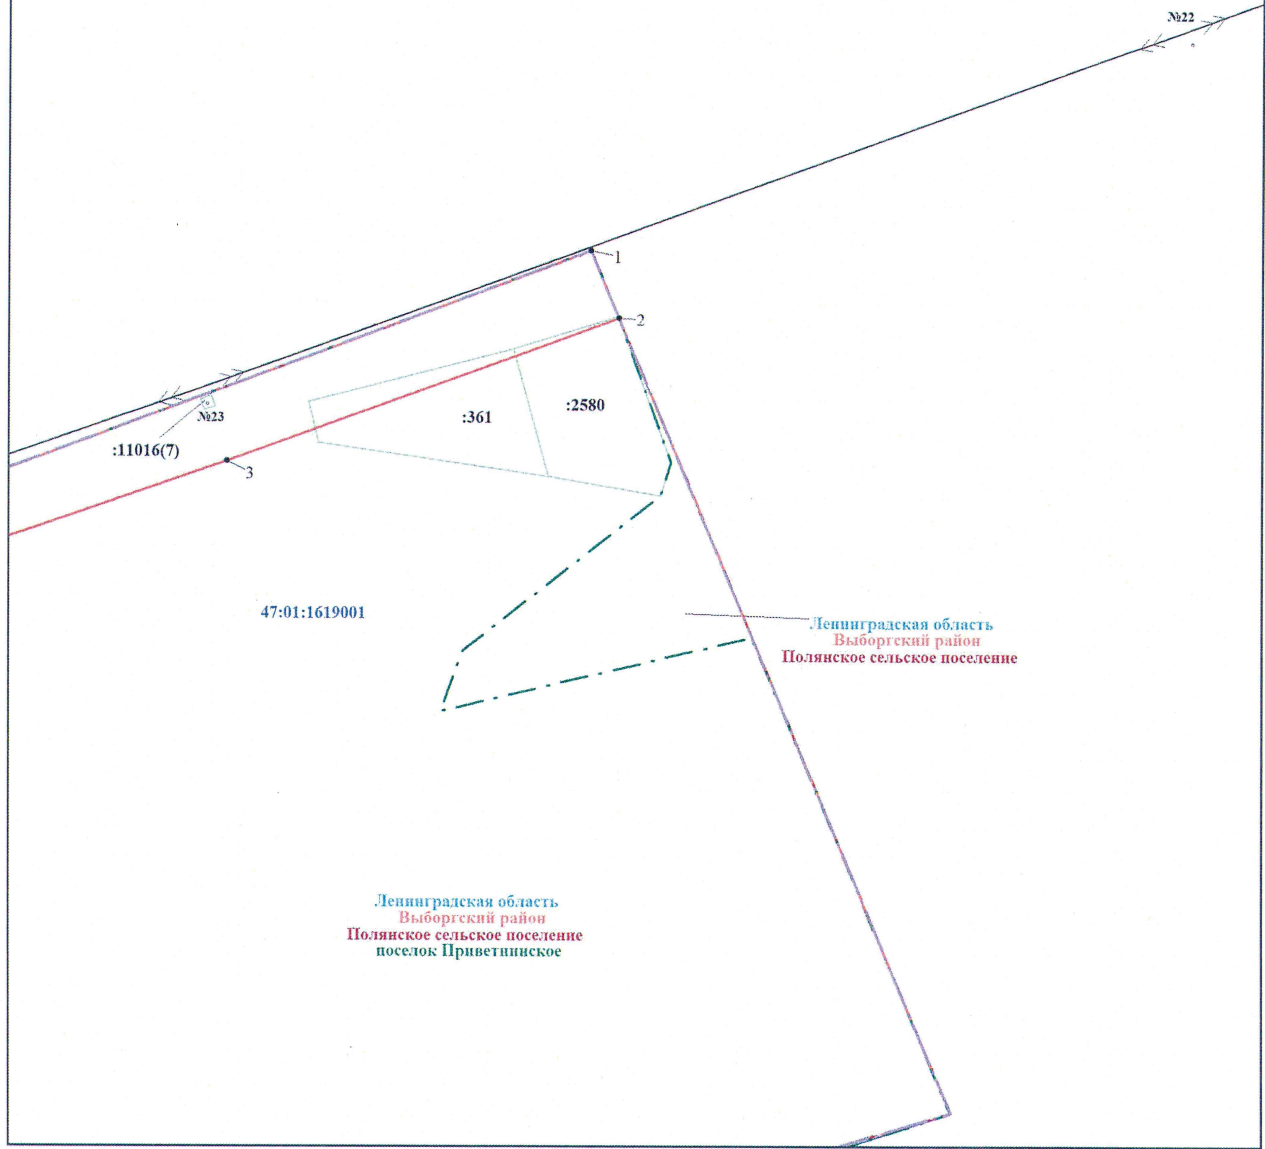 №22
1
2
:2580
:361
№23
:11016(7)
3
47:01:1619001
Ленинградская область
Выборгский район
Полянское сельское поселение
Ленинградская область
Выборгский район
Полянское сельское поселение
поселок Приветнинское